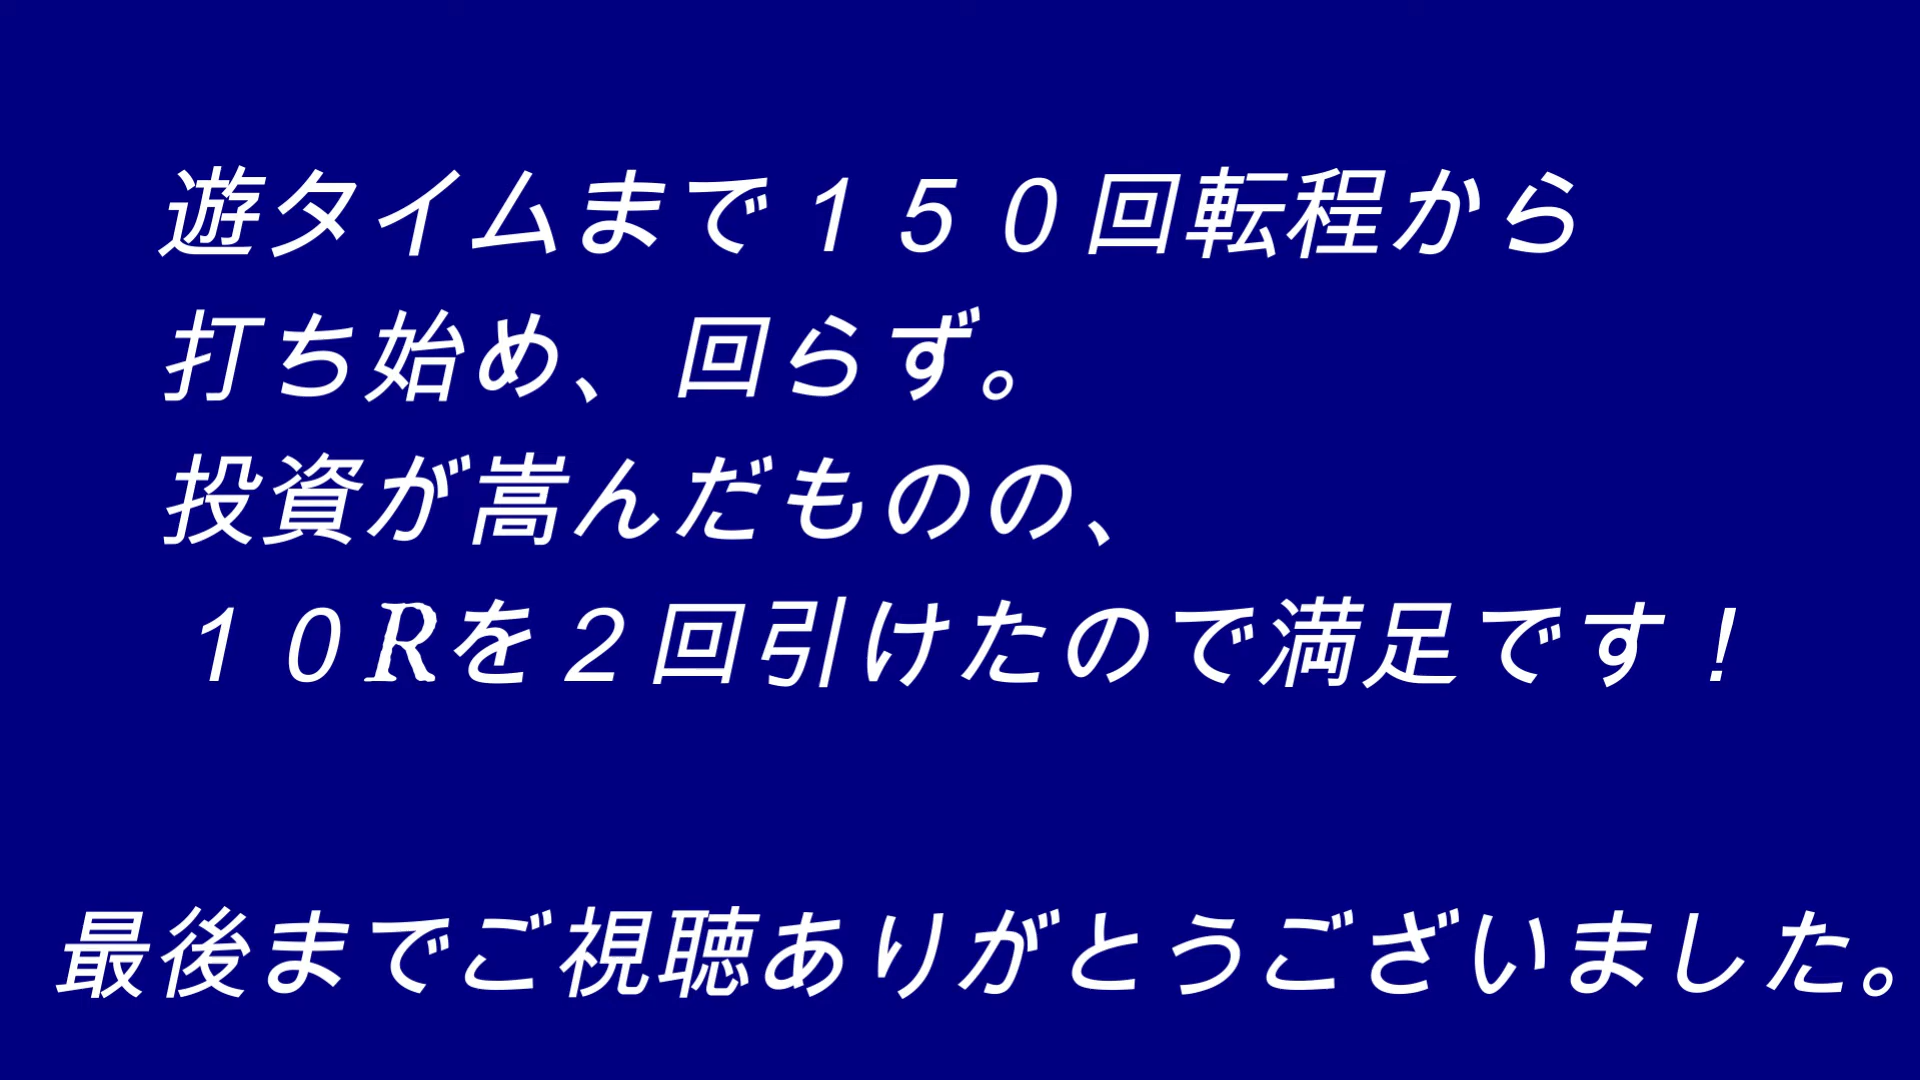 遊タイムまで１５０回転程から
打ち始め、回らず。
投資が嵩んだものの、
１０Rを２回引けたので満足です！
最後までご視聴ありがとうございました。